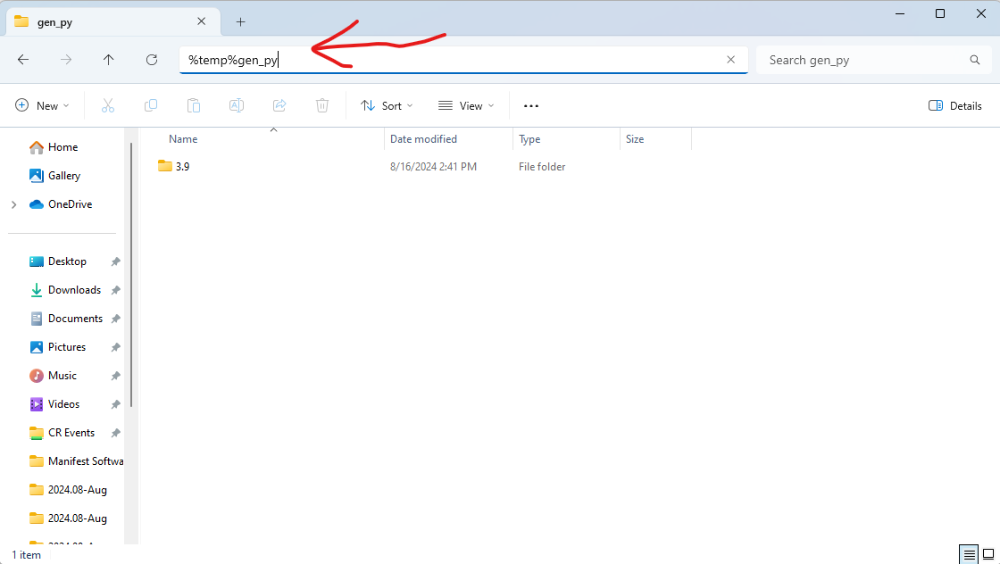 gen_py
%temp%gen_py
Search gen_py
New
Sort
View
Details
Name
Date modified
Type
Size
3.9
8/16/2024 2:41 PM
File folder
Home
Gallery
OneDrive
Desktop
Downloads
Documents
Pictures
Music
Videos
CR Events
Manifest Softwa
2024.08-Aug
2024.08-Aug
1 item